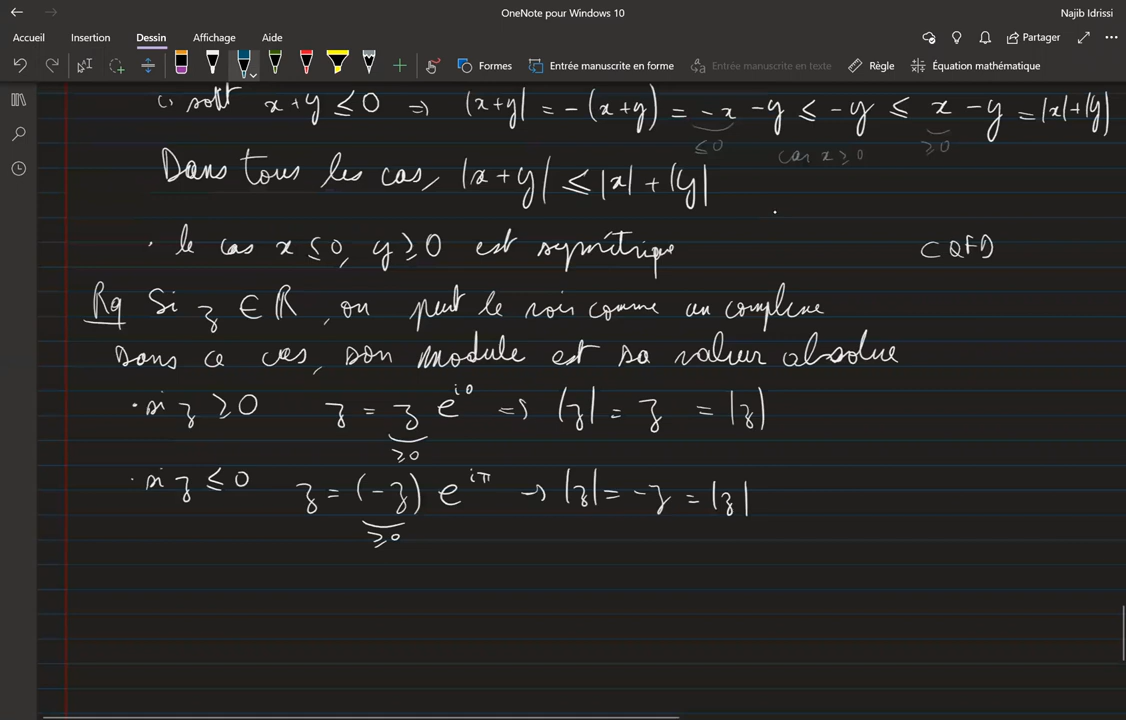 OneNote pour Windows 10
Najib Idrissi
Accueil Insertion Dessin Affichage Aide
Partager
Formes Entrée manuscrite en forme Entrée manuscrite en texte Règle Équation mathématique
soit x+y ≤ 0 ⇒ |x+y| = -(x+y) = -x -y ≤ -y ≤ x -y = |x|+|y|
≤0 car x ≥ 0 ≥0
Dans tous les cas, |x+y| ≤ |x| + |y|
· le cas x ≤ 0, y ≥ 0 est symétrique CQFD
Rq Si z ∈ ℝ, on peut le voir comme un complexe
Dans ce cas, son module est sa valeur absolue
· si z ≥ 0 z = z e^{i0} → |z| = z = |z|
≥0
· si z ≤ 0 z = (-z) e^{iπ} → |z| = -z = |z|
≥0